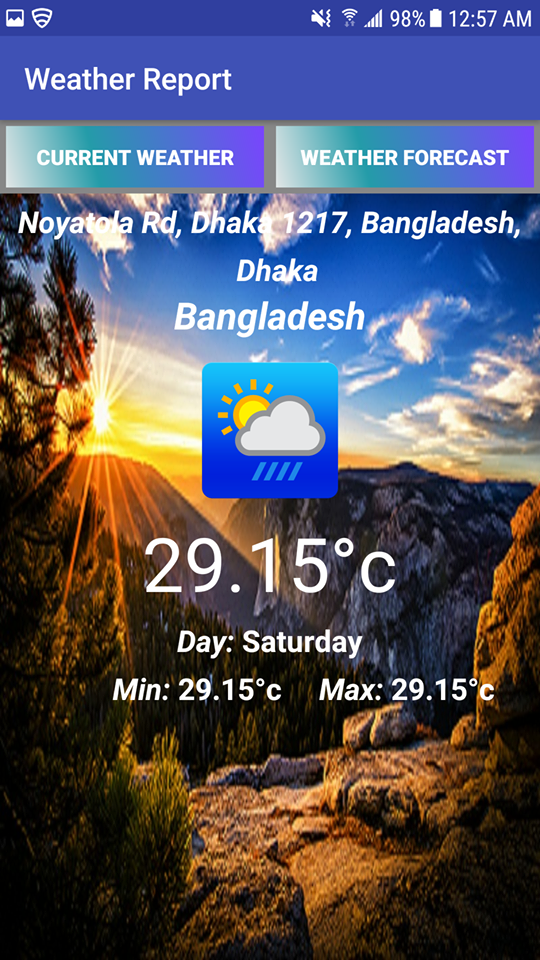 98% 12:57 AM
Weather Report
CURRENT WEATHER WEATHER FORECAST
Noyatola Rd, Dhaka 1217, Bangladesh,
Dhaka
Bangladesh
29.15°c
Day: Saturday
Min: 29.15°c Max: 29.15°c